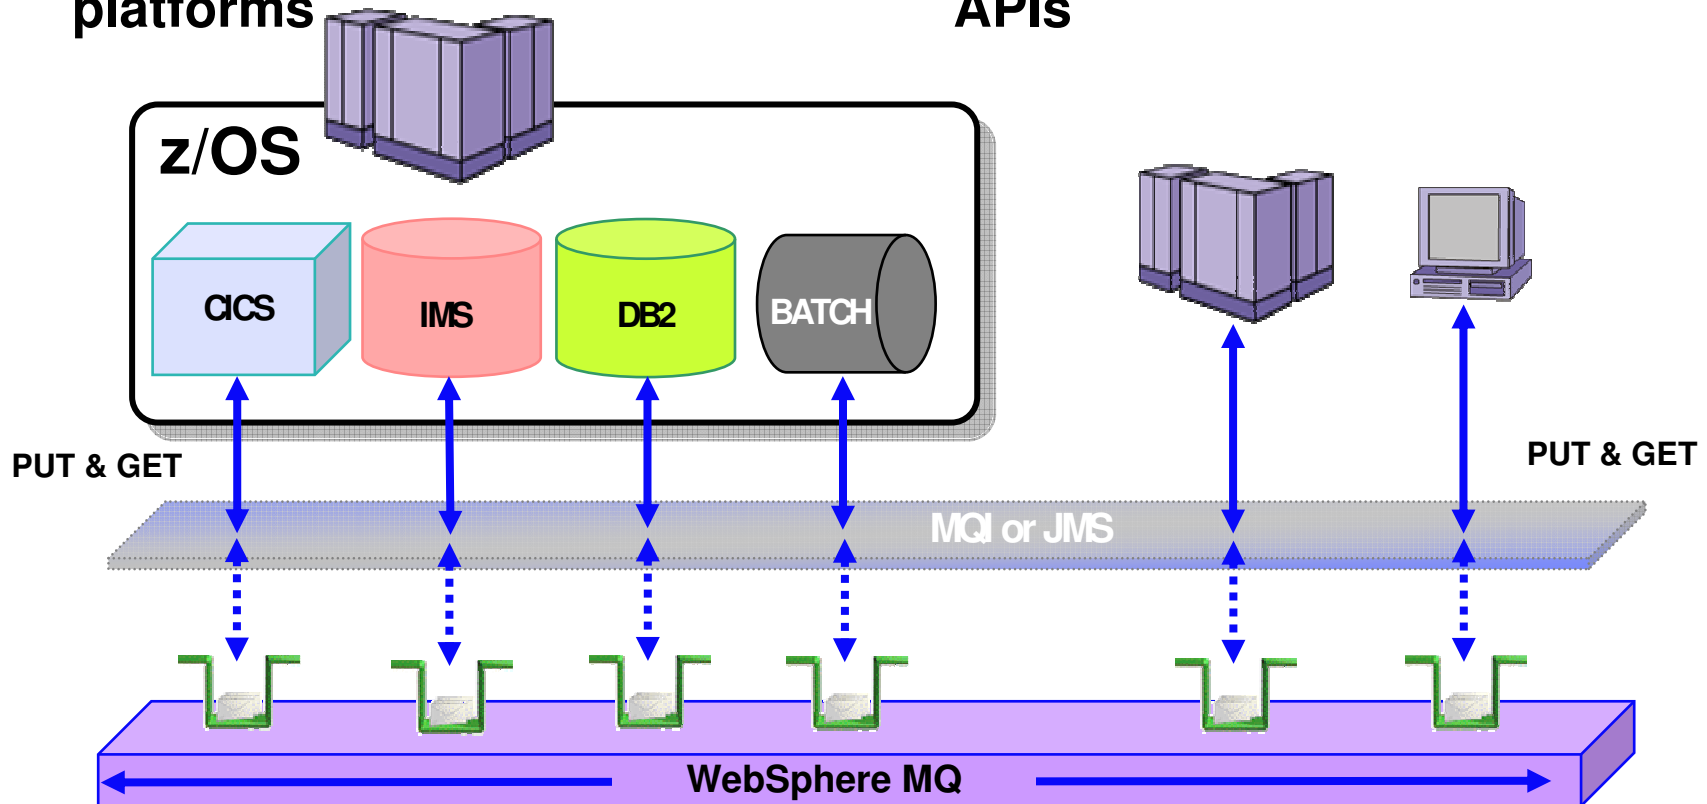 platforms
APIs
z/OS
CICS
IMS
DB2
BATCH
PUT & GET
PUT & GET
MQI or JMS
WebSphere MQ